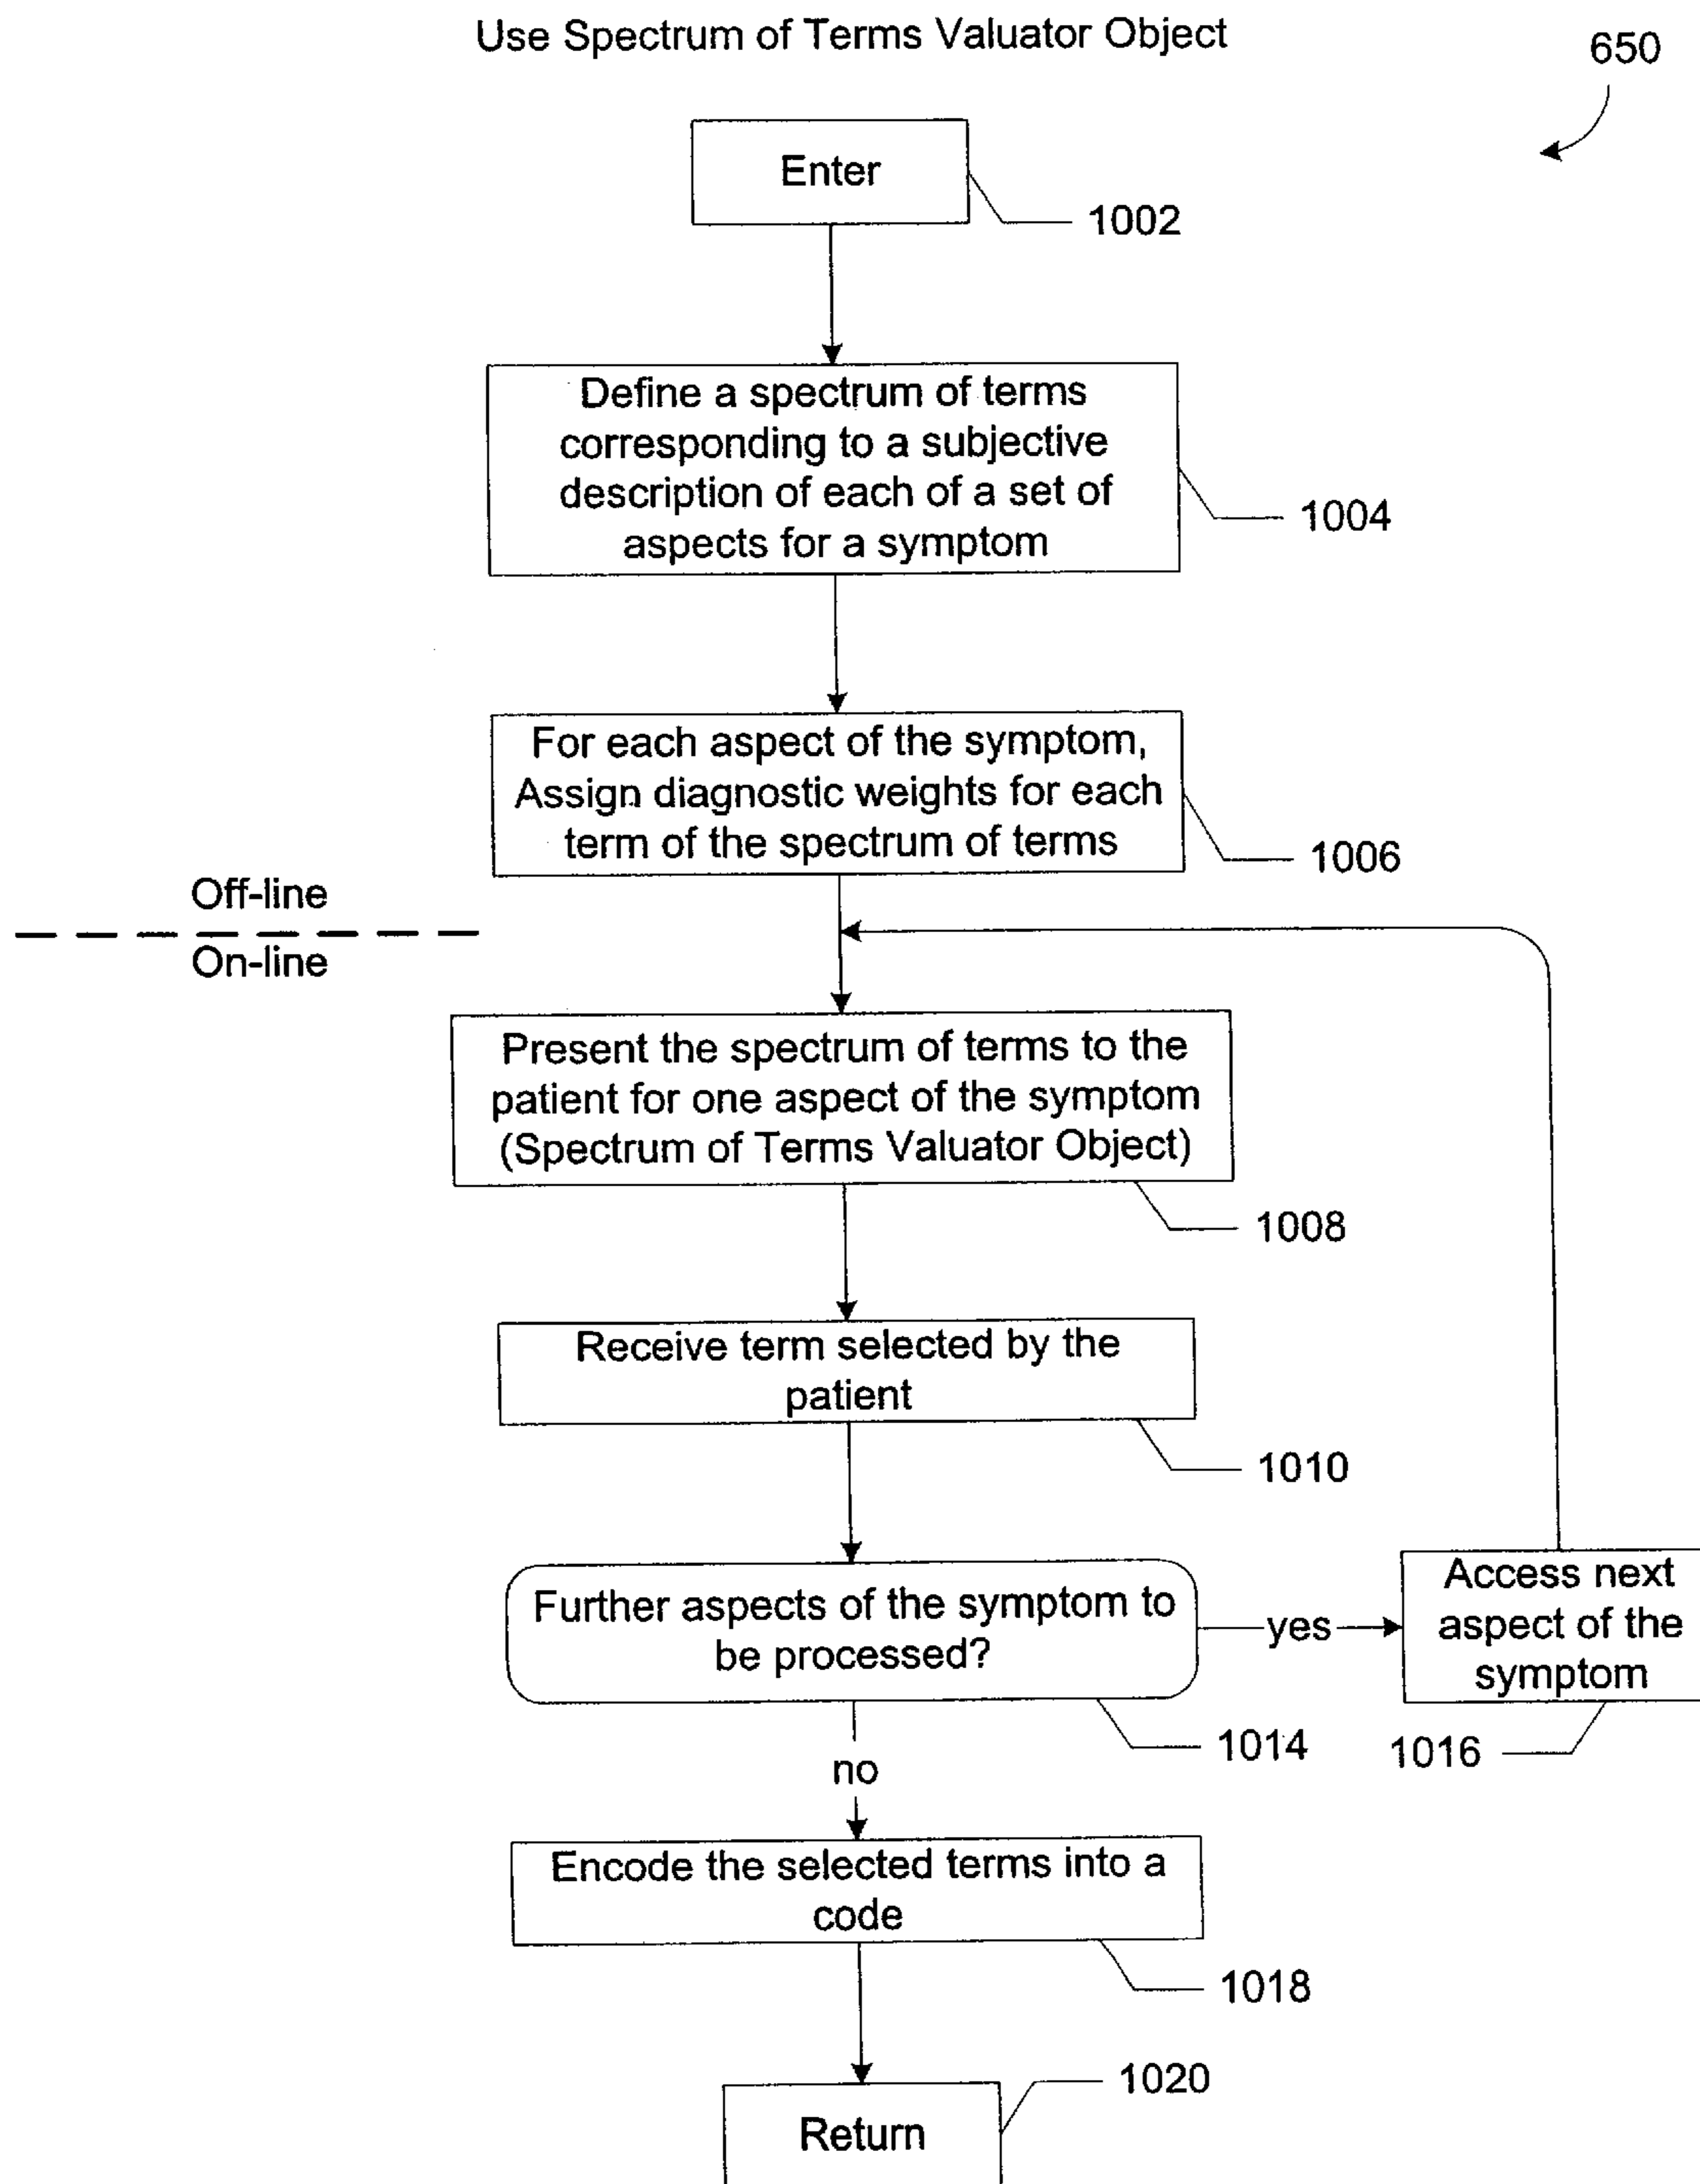 Use Spectrum of Terms Valuator Object
650
Enter
1002
Define a spectrum of terms
corresponding to a subjective
description of each of a set of
aspects for a symptom
1004
For each aspect of the symptom,
Assign diagnostic weights for each
term of the spectrum of terms
1006
Off-line
On-line
Present the spectrum of terms to the
patient for one aspect of the symptom
(Spectrum of Terms Valuator Object)
1008
Receive term selected by the
patient
1010
Further aspects of the symptom to
be processed?
1014
yes
Access next
aspect of the
symptom
1016
no
Encode the selected terms into a
code
1018
Return
1020